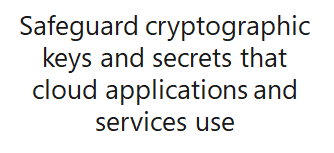 Safeguard cryptographic
keys and secrets that
cloud applications and
services use